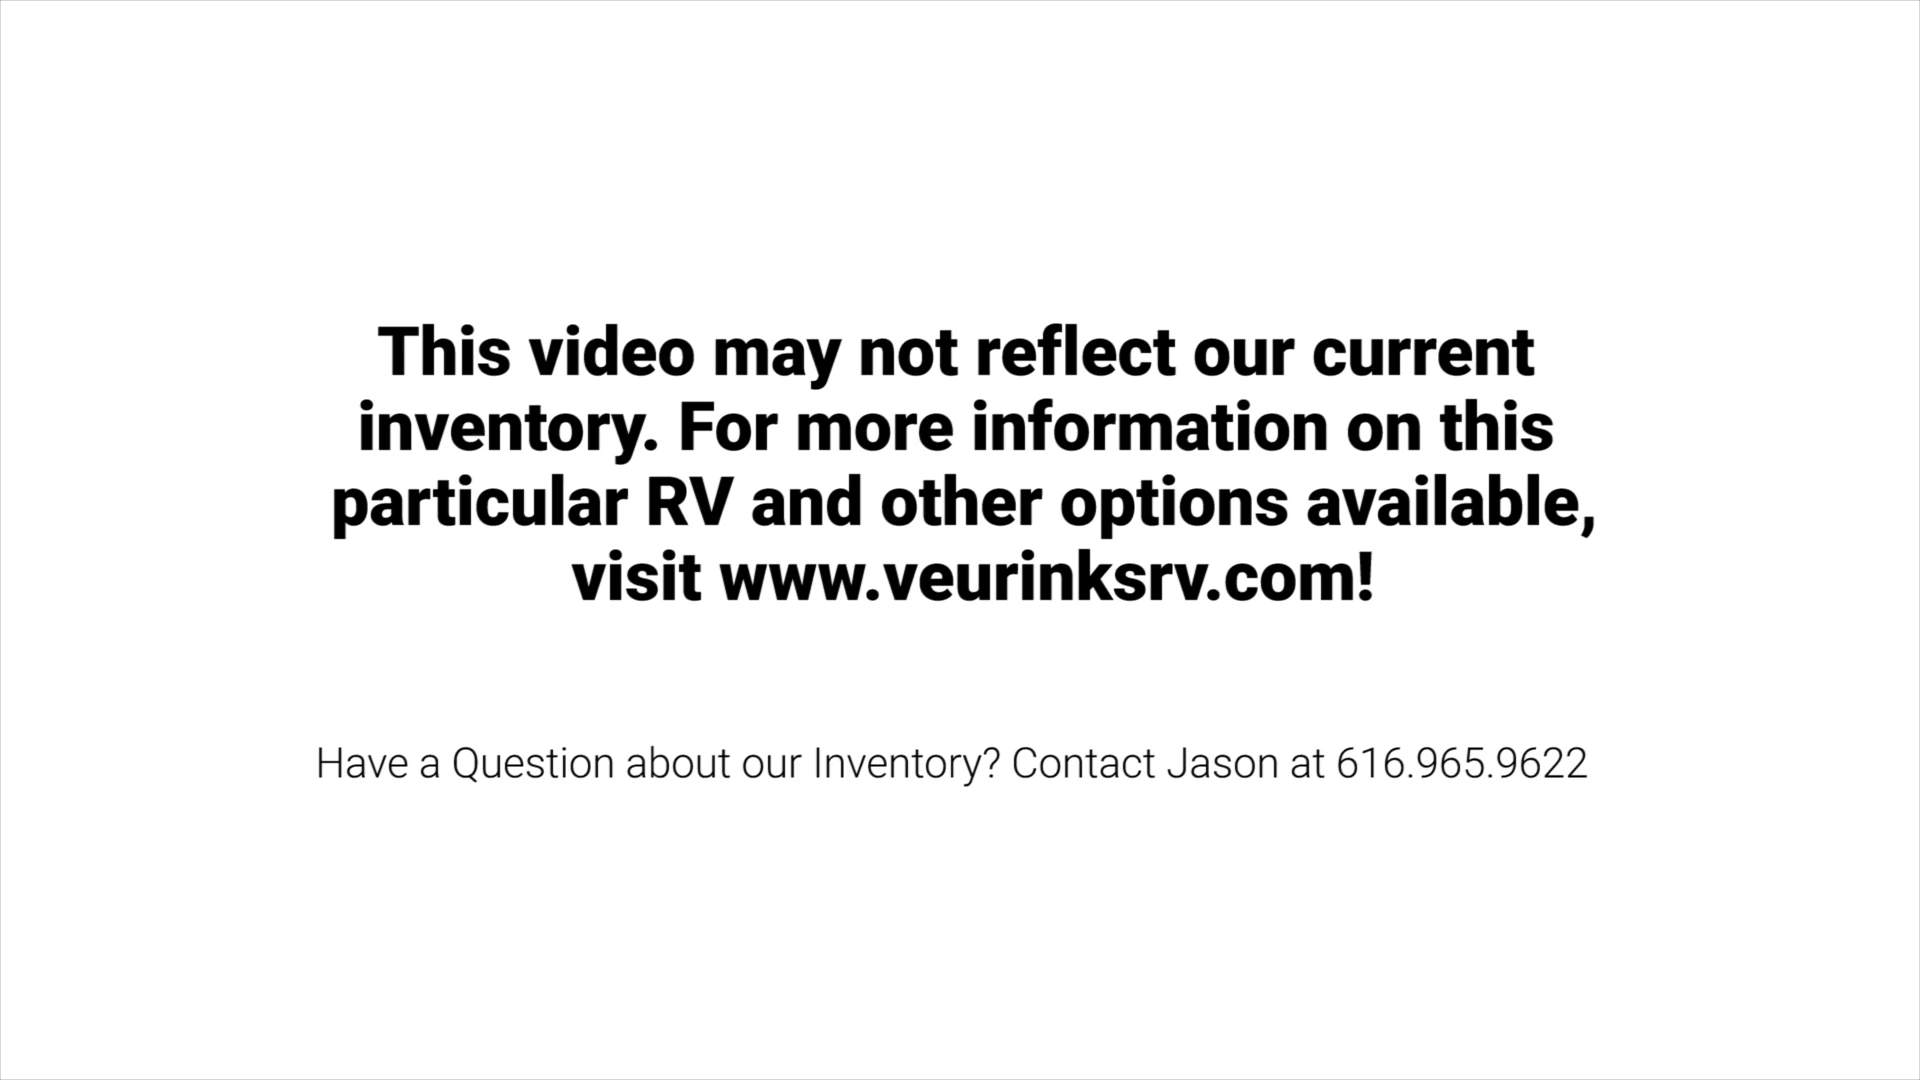 This video may not reflect our current
inventory. For more information on this
particular RV and other options available,
visit www.veurinksrv.com!
Have a Question about our Inventory? Contact Jason at 616.965.9622